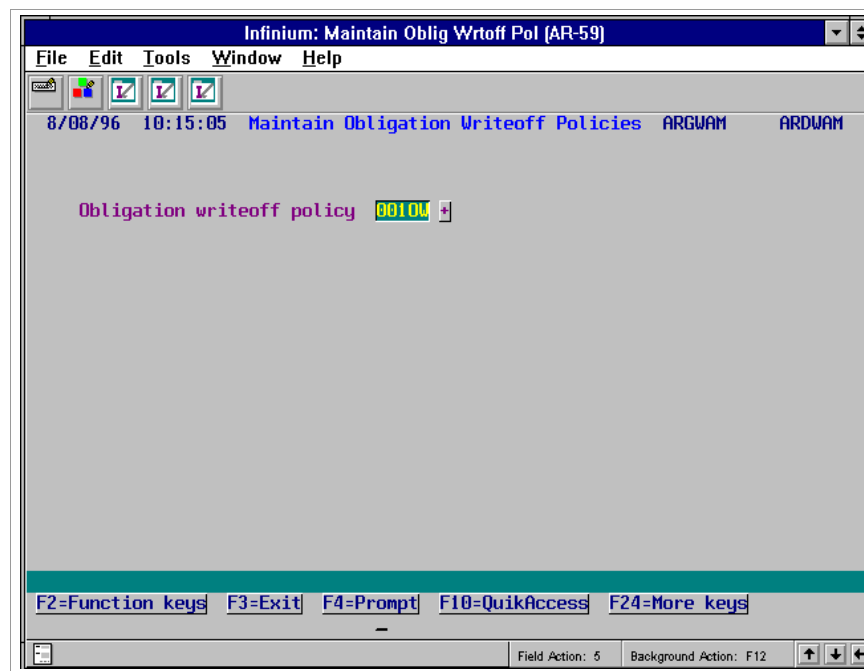 Infinium: Maintain Oblig Wrtoff Pol (AR-59)
File Edit Tools Window Help
8/08/96 10:15:05 Maintain Obligation Writeoff Policies ARGWAM ARDWAM
Obligation writeoff policy 001OW +
F2=Function keys F3=Exit F4=Prompt F10=QuikAccess F24=More keys
Field Action: 5 Background Action: F12